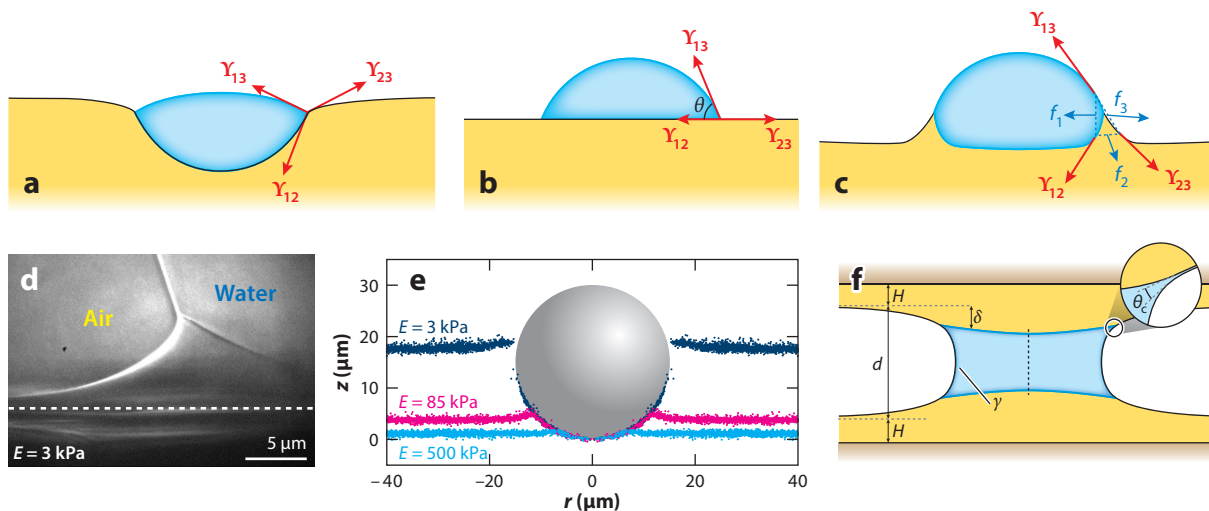 ϒ13
ϒ23
ϒ12
a
ϒ13
θ
ϒ12
ϒ23
b
ϒ13
f1
f3
f2
ϒ12
ϒ23
c
d
Air
Water
E = 3 kPa
5 μm
e
30
20
10
0
z (μm)
E = 3 kPa
E = 85 kPa
E = 500 kPa
−40
−20
0
20
40
r (μm)
f
H
δ
θc
d
γ
H